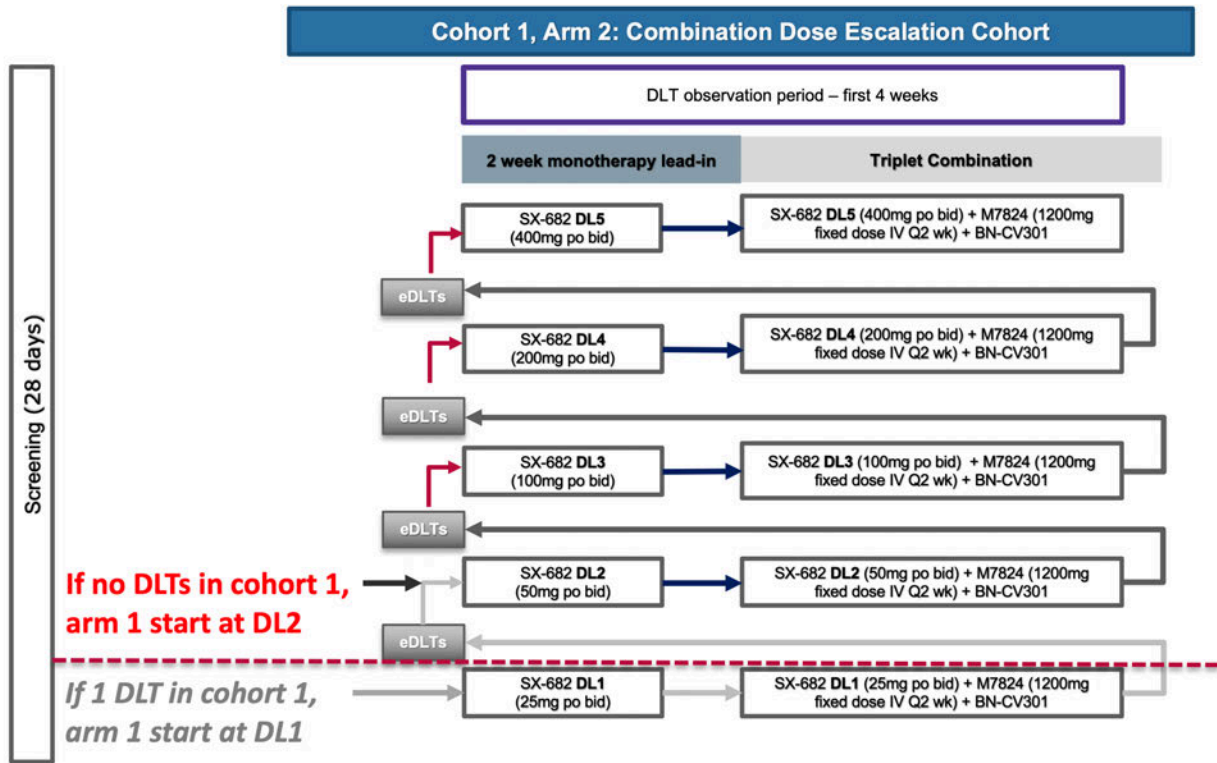 Cohort 1, Arm 2: Combination Dose Escalation Cohort
DLT observation period – first 4 weeks
2 week monotherapy lead-in
Triplet Combination
Screening (28 days)
SX-682 DL5
(400mg po bid)
SX-682 DL5 (400mg po bid) + M7824 (1200mg
fixed dose IV Q2 wk) + BN-CV301
eDLTs
SX-682 DL4
(200mg po bid)
SX-682 DL4 (200mg po bid) + M7824 (1200mg
fixed dose IV Q2 wk) + BN-CV301
eDLTs
SX-682 DL3
(100mg po bid)
SX-682 DL3 (100mg po bid) + M7824 (1200mg
fixed dose IV Q2 wk) + BN-CV301
eDLTs
If no DLTs in cohort 1,
arm 1 start at DL2
SX-682 DL2
(50mg po bid)
SX-682 DL2 (50mg po bid) + M7824 (1200mg
fixed dose IV Q2 wk) + BN-CV301
eDLTs
If 1 DLT in cohort 1,
arm 1 start at DL1
SX-682 DL1
(25mg po bid)
SX-682 DL1 (25mg po bid) + M7824 (1200mg
fixed dose IV Q2 wk) + BN-CV301